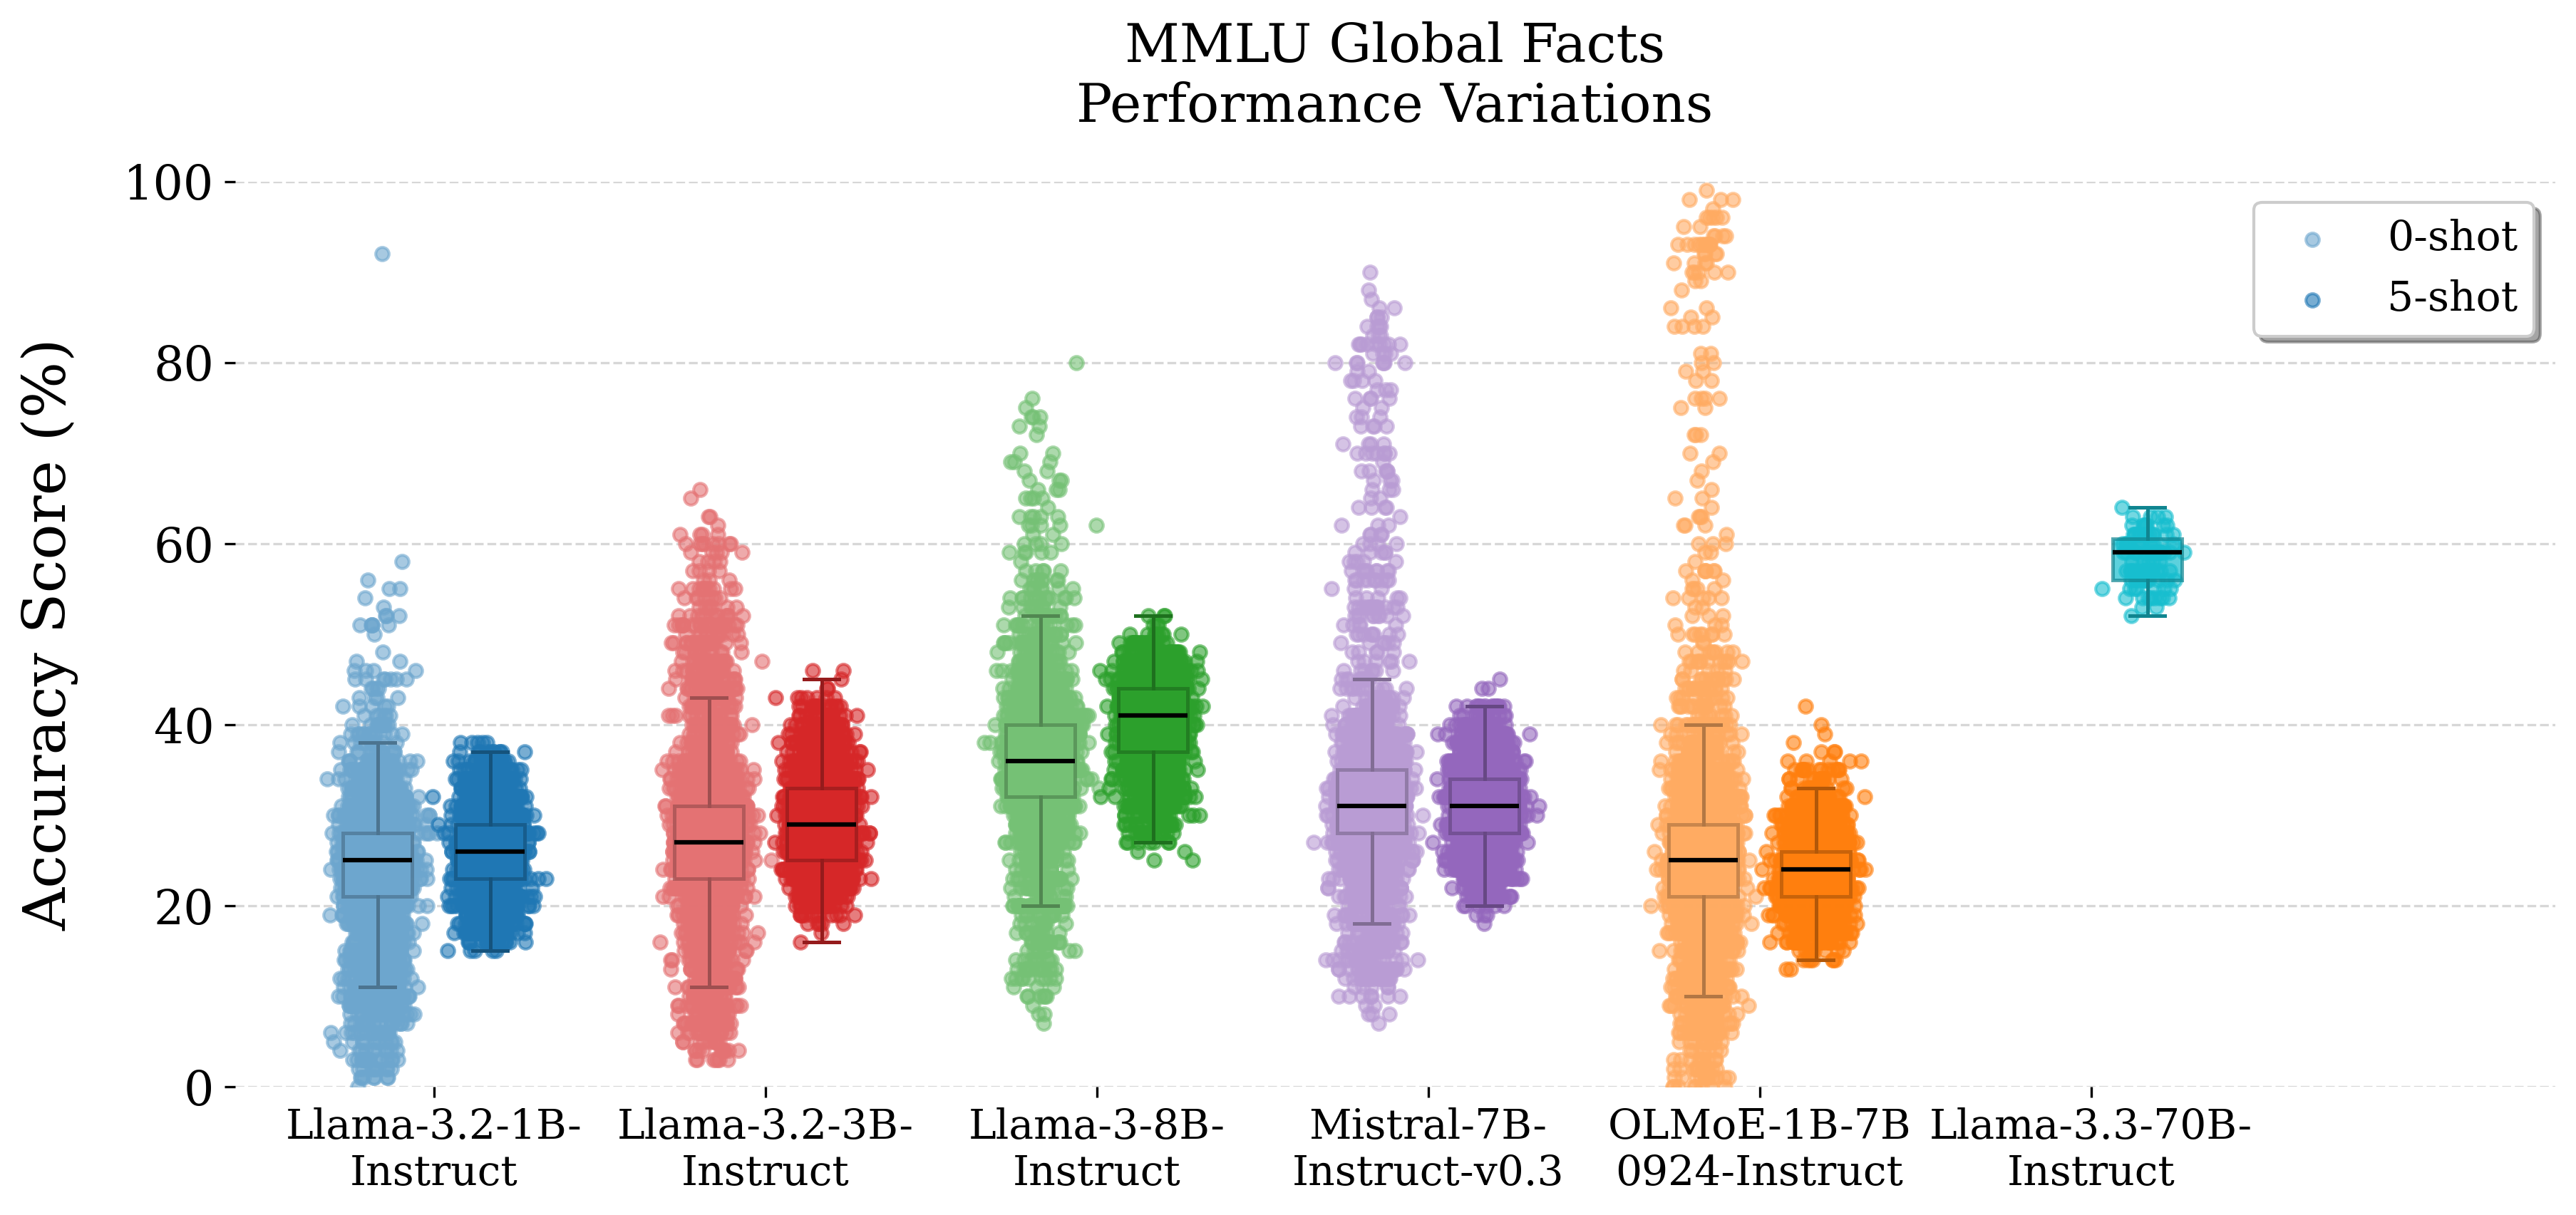 MMLU Global Facts
Performance Variations
Accuracy Score (%)
100
80
60
40
20
0
0-shot
5-shot
Llama-3.2-1B-
Instruct
Llama-3.2-3B-
Instruct
Llama-3-8B-
Instruct
Mistral-7B-
Instruct-v0.3
OLMoE-1B-7B
0924-Instruct
Llama-3.3-70B-
Instruct